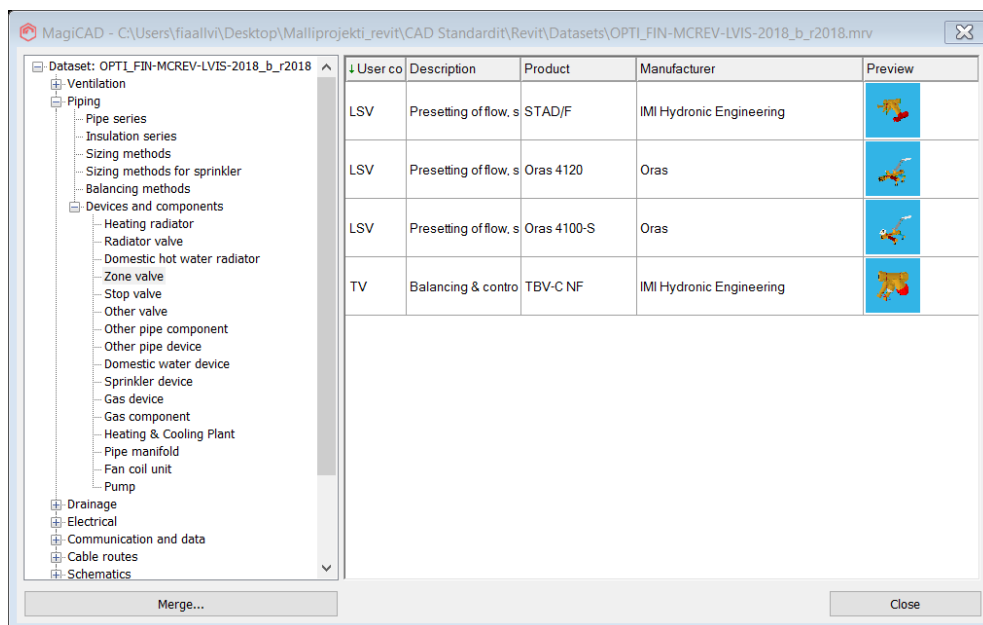 MagiCAD - C:\Users\fiaallvi\Desktop\Malliprojekti_revit\CAD Standardit\Revit\Datasets\OPTI_FIN-MCREV-LVIS-2018_b_r2018.mrv
Dataset: OPTI_FIN-MCREV-LVIS-2018_b_r2018
Ventilation
Piping
Pipe series
Insulation series
Sizing methods
Sizing methods for sprinkler
Balancing methods
Devices and components
Heating radiator
Radiator valve
Domestic hot water radiator
Zone valve
Stop valve
Other valve
Other pipe component
Other pipe device
Domestic water device
Sprinkler device
Gas device
Gas component
Heating & Cooling Plant
Pipe manifold
Fan coil unit
Pump
Drainage
Electrical
Communication and data
Cable routes
Schematics
↓User co Description Product Manufacturer Preview
LSV Presetting of flow, s STAD/F IMI Hydronic Engineering
LSV Presetting of flow, s Oras 4120 Oras
LSV Presetting of flow, s Oras 4100-S Oras
TV Balancing & contro TBV-C NF IMI Hydronic Engineering
Merge... Close